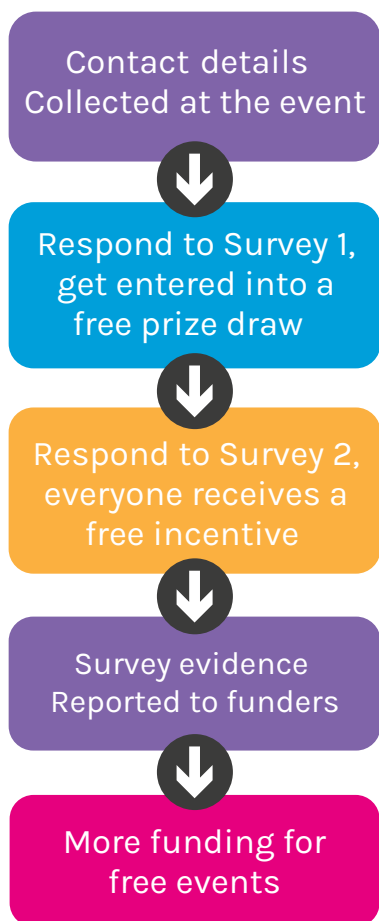 Contact details
Collected at the event
Respond to Survey 1,
get entered into a
free prize draw
Respond to Survey 2,
everyone receives a
free incentive
Survey evidence
Reported to funders
More funding for
free events